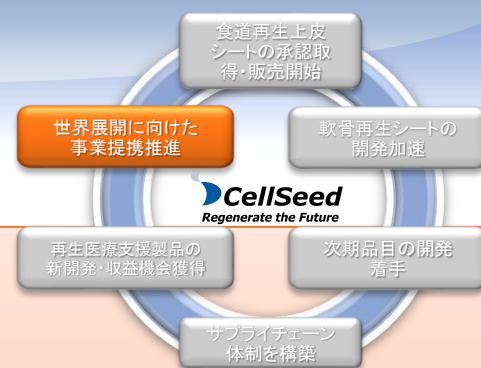 食道再生上皮
シートの承認取
得・販売開始
世界展開に向けた
事業提携推進
軟骨再生シートの
開発加速
CellSeed
Regenerate the Future
再生医療支援製品の
新開発・収益機会獲得
次期品目の開発
着手
サプライチェーン
体制を構築